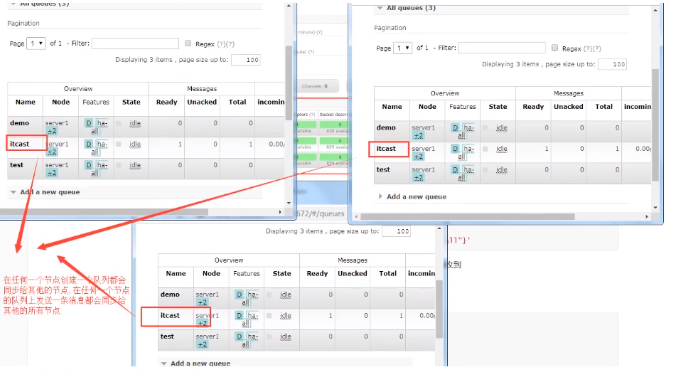 All queues (3)
Pagination
Page 1 of 1 - Filter: Regex (?)(?)
Displaying 3 items , page size up to: 100
Overview Messages
Name Node Features State Ready Unacked Total incomin
demo server1 +2 D ha-all idle 0 0 0
itcast server1 +2 D ha-all idle 1 0 1 0.00/
test server1 +2 D ha-all idle 0 0 0
Add a new queue
Channels: 0
All queues (3)
Pagination
Page 1 of 1 - Filter: Regex (?)(?)
Displaying 3 items , page size up to: 100
Overview Messages
Name Node Features State Ready Unacked Total incomin
demo server1 +2 D ha-all idle 0 0 0
itcast server1 +2 D ha-all idle 1 0 1 0.00/
test server1 +2 D ha-all idle 0 0 0
Add a new queue
672/#/queues
收到
Displaying 3 items , page size up to: 100
Overview Messages
Name Node Features State Ready Unacked Total incomin
demo server1 +2 D ha-all idle 0 0 0
itcast server1 +2 D ha-all idle 1 0 1 0.00/
test server1 +2 D ha-all idle 0 0 0
Add a new queue
在任何一个节点创建一个队列都会
同步给其他的节点,在任何一个节点
的队列上发送一条消息都会同步给
其他的所有节点